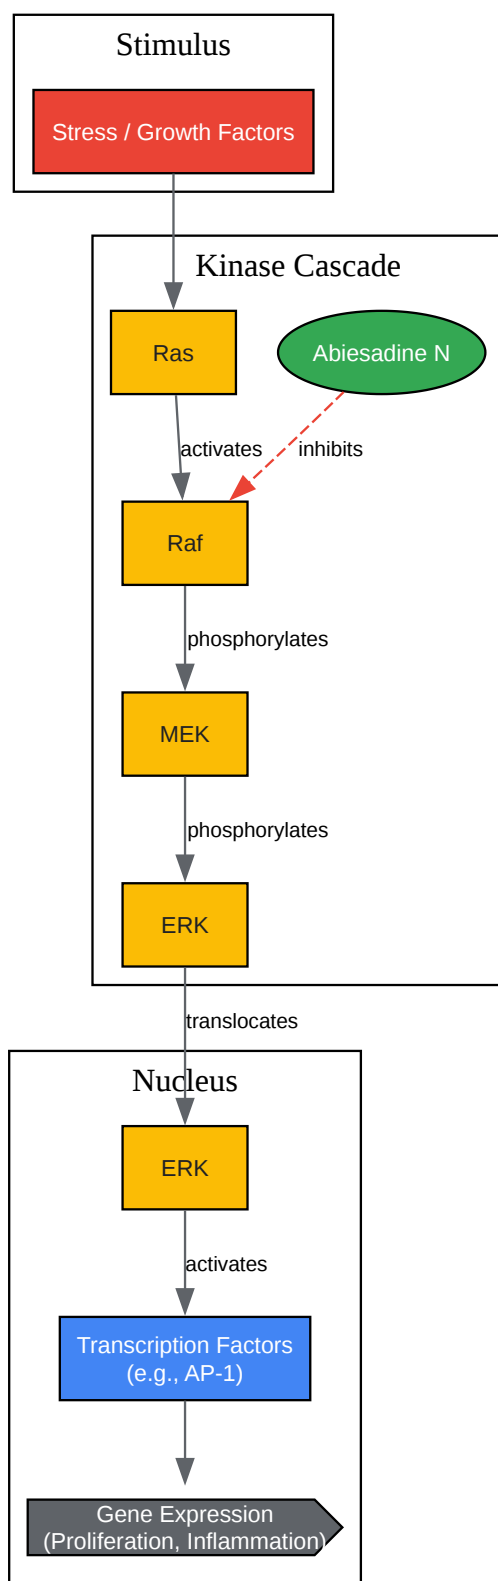 Stimulus
Stress / Growth Factors
Kinase Cascade
Ras
Abiesadine N
activates
inhibits
Raf
phosphorylates
MEK
phosphorylates
ERK
translocates
Nucleus
ERK
activates
Transcription Factors
(e.g., AP-1)
Gene Expression
(Proliferation, Inflammation)